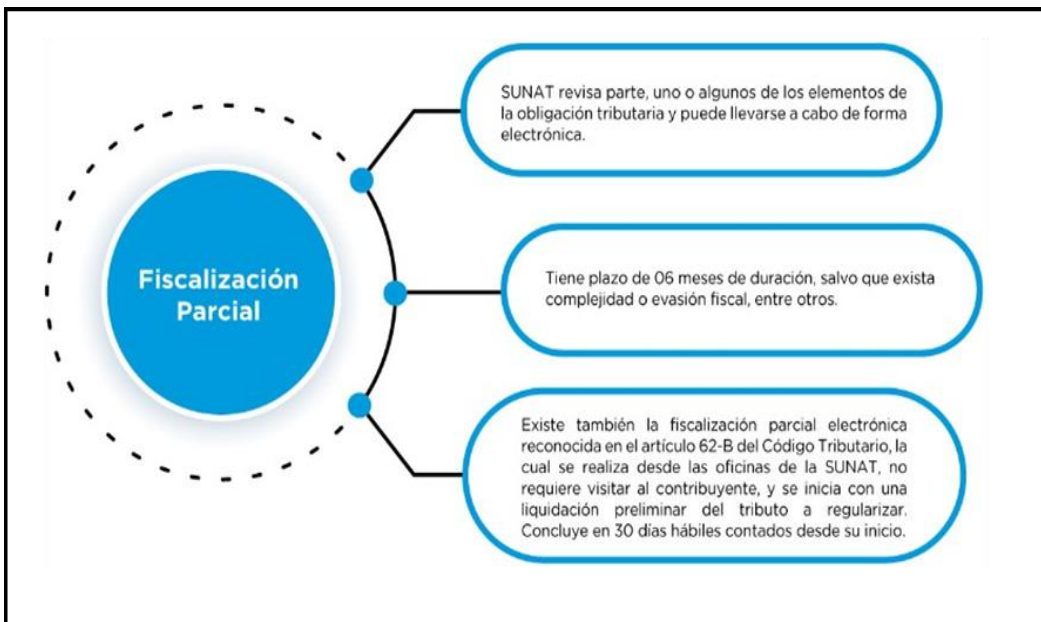 Fiscalización
Parcial
SUNAT revisa parte, uno o algunos de los elementos de
la obligación tributaria y puede llevarse a cabo de forma
electrónica.
Tiene plazo de 06 meses de duración, salvo que exista
complejidad o evasión fiscal, entre otros.
Existe también la fiscalización parcial electrónica
reconocida en el artículo 62-B del Código Tributario, la
cual se realiza desde las oficinas de la SUNAT, no
requiere visitar al contribuyente, y se inicia con una
liquidación preliminar del tributo a regularizar.
Concluye en 30 días hábiles contados desde su inicio.